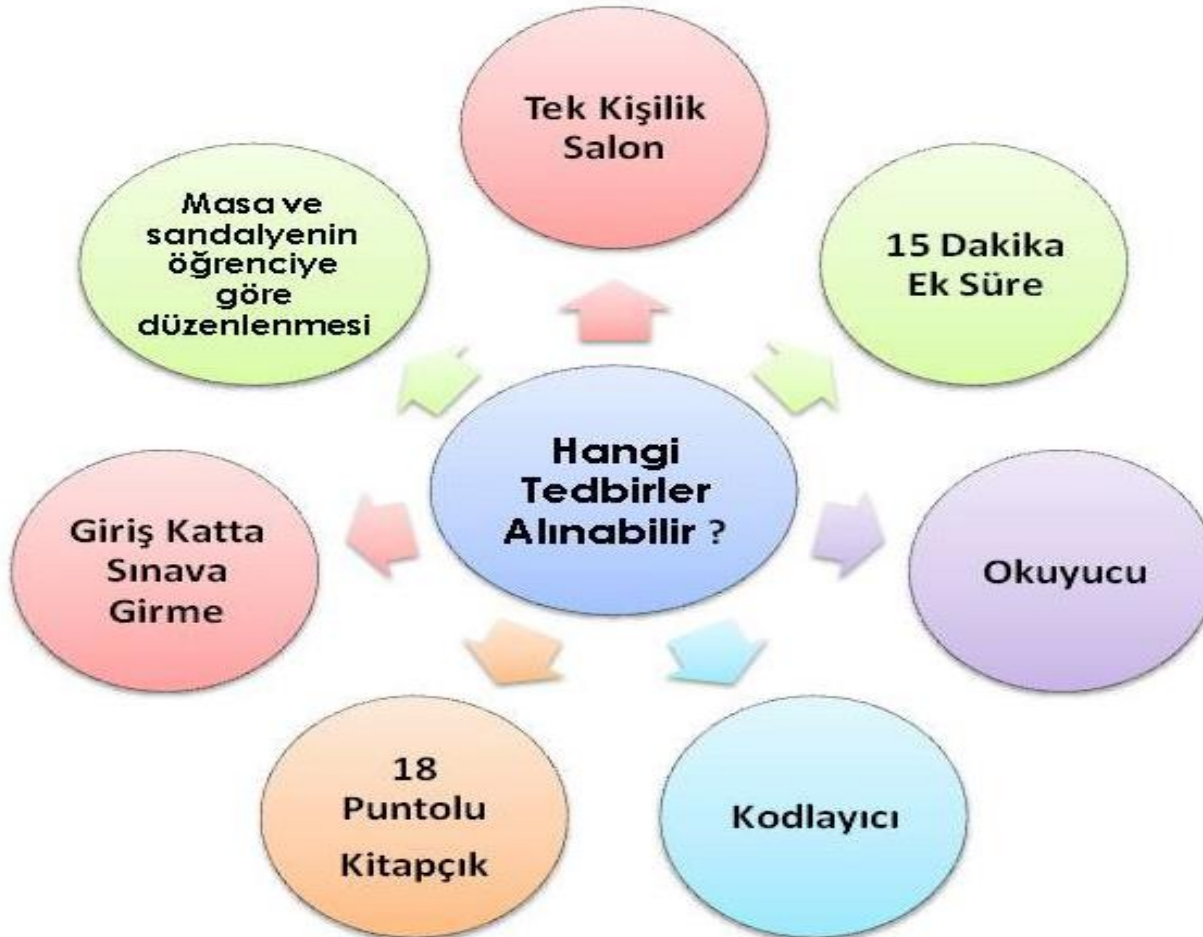 Tek Kişilik
Salon
15 Dakika
Ek Süre
Okuyucu
Kodlayıcı
18
Puntolu
Kitapçık
Giriş Katta
Sınava
Girme
Masa ve
sandalyenin
öğrenciye
göre
düzenlenmesi
Hangi
Tedbirler
Alınabilir ?